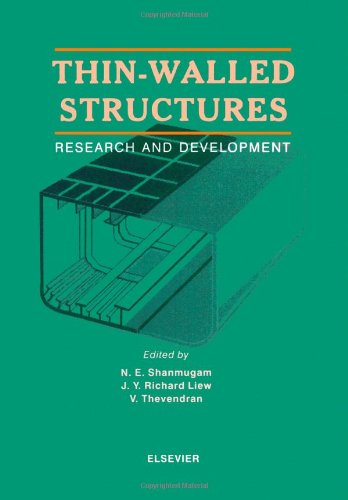 THIN-WALLED
STRUCTURES
RESEARCH AND DEVELOPMENT
Edited by
N. E. Shanmugam
J. Y. Richard Liew
V. Thevendran
ELSEVIER